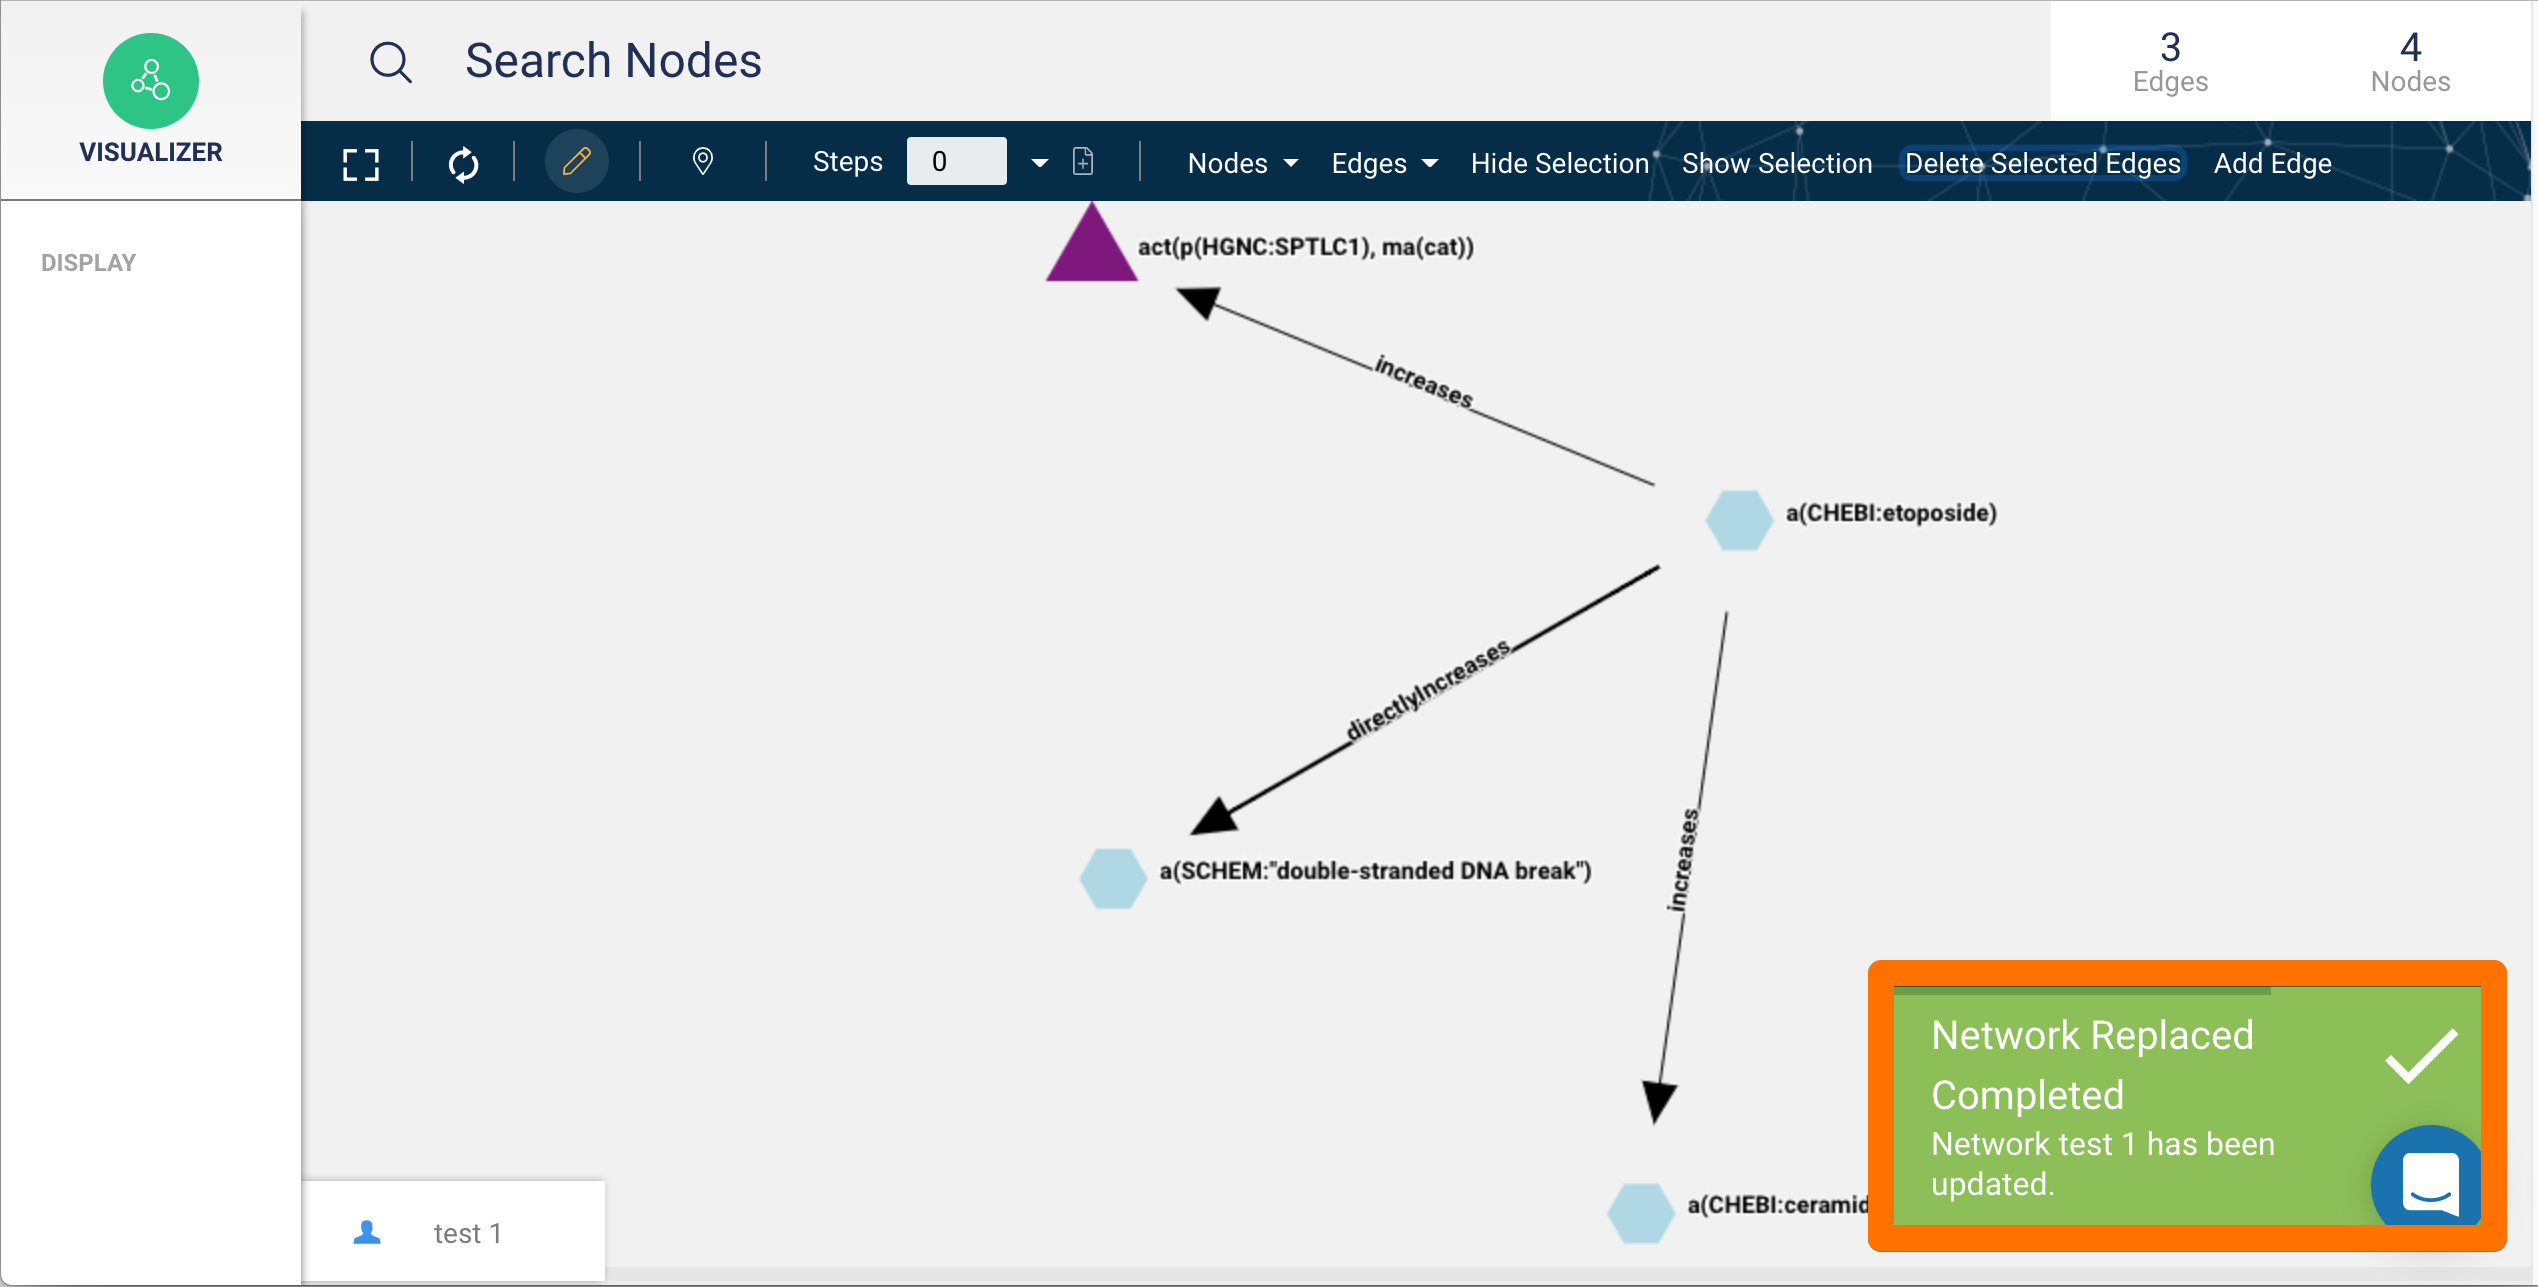 VISUALIZER
Search Nodes
3
Edges
4
Nodes
Steps 0 Nodes Edges Hide Selection Show Selection Delete Selected Edges Add Edge
DISPLAY
act(p(HGNC:SPTLC1), ma(cat))
increases
a(CHEBI:etoposide)
directlyIncreases
increases
a(SCHEM:"double-stranded DNA break")
a(CHEBI:ceramid
Network Replaced
Completed
Network test 1 has been
updated.
test 1